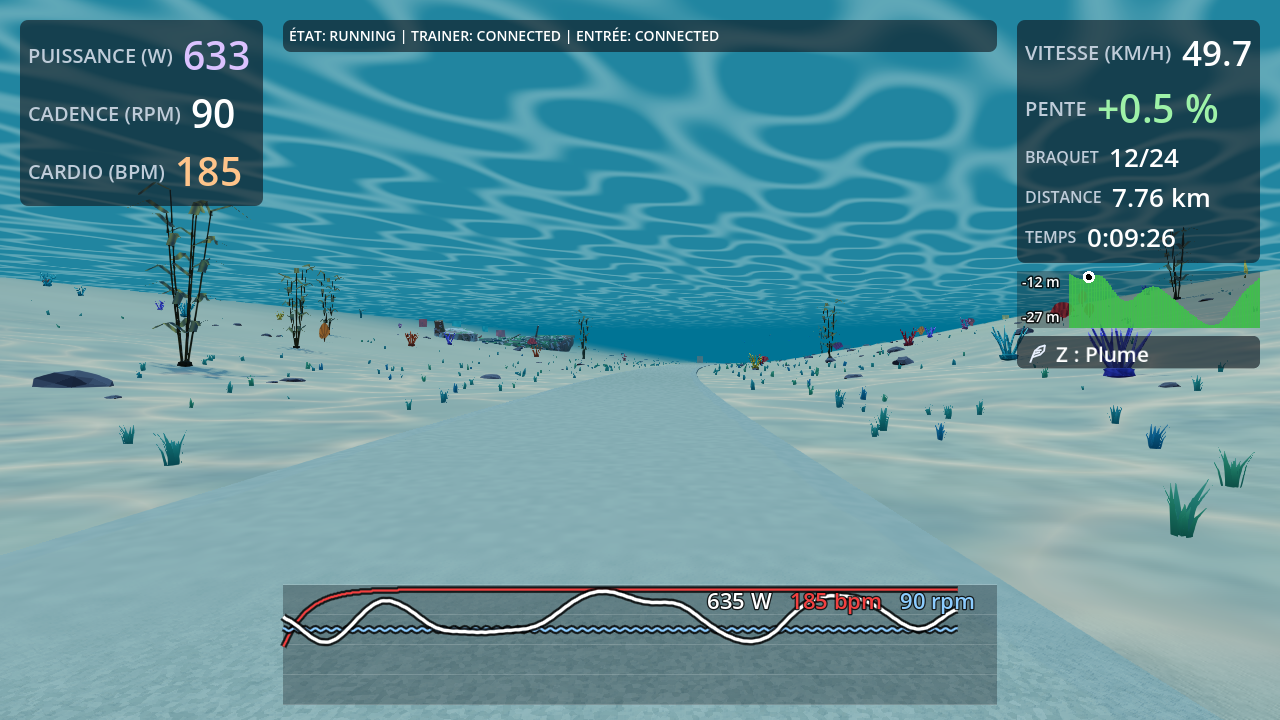 PUISSANCE (W) 633
CADENCE (RPM) 90
CARDIO (BPM) 185
ÉTAT: RUNNING | TRAINER: CONNECTED | ENTRÉE: CONNECTED
VITESSE (KM/H) 49.7
PENTE +0.5 %
BRAQUET 12/24
DISTANCE 7.76 km
TEMPS 0:09:26
-12 m
-27 m
Z : Plume
635 W 185 bpm 90 rpm